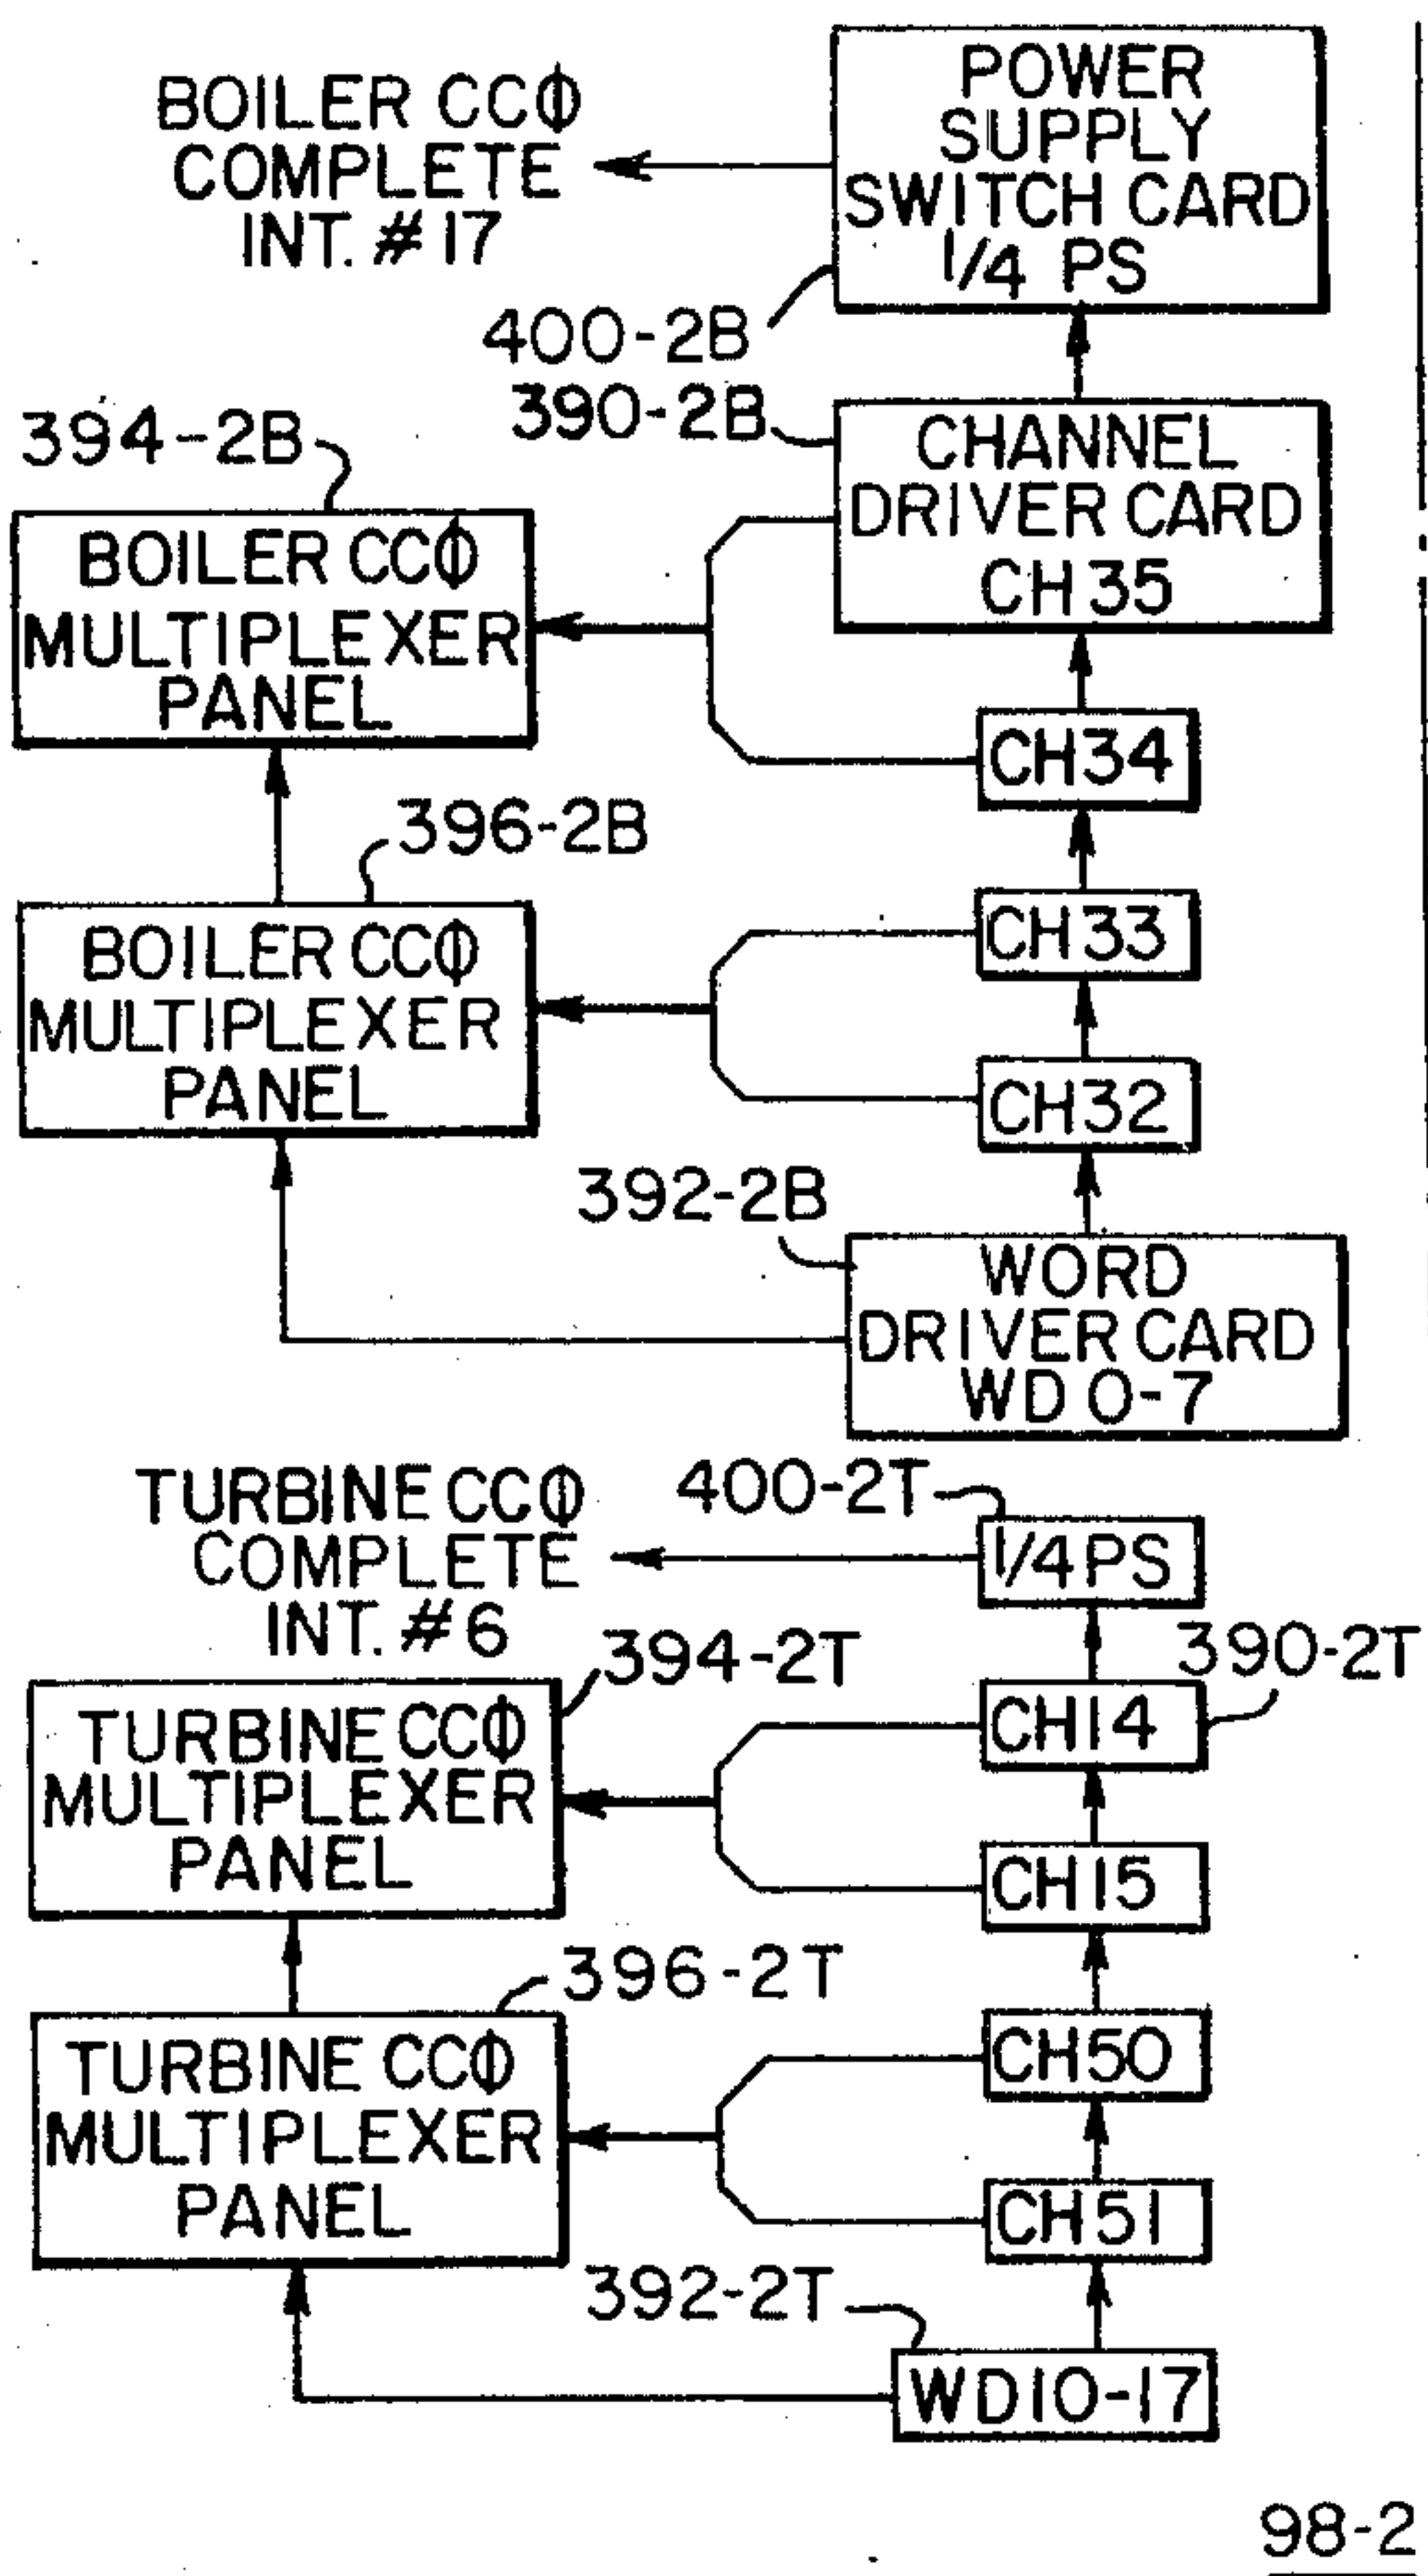 BOILER CCΦ
COMPLETE
INT. #17
POWER
SUPPLY
SWITCH CARD
1/4 PS
400-2B
390-2B
394-2B
CHANNEL
DRIVER CARD
CH35
BOILER CCΦ
MULTIPLEXER
PANEL
CH34
396-2B
BOILER CCΦ
MULTIPLEXER
PANEL
CH33
CH32
392-2B
WORD
DRIVER CARD
WD 0-7
TURBINE CCΦ
COMPLETE
INT. #6
400-2T
1/4 PS
394-2T
390-2T
TURBINE CCΦ
MULTIPLEXER
PANEL
CH14
CH15
396-2T
TURBINE CCΦ
MULTIPLEXER
PANEL
CH50
CH51
392-2T
WD10-17
98-2